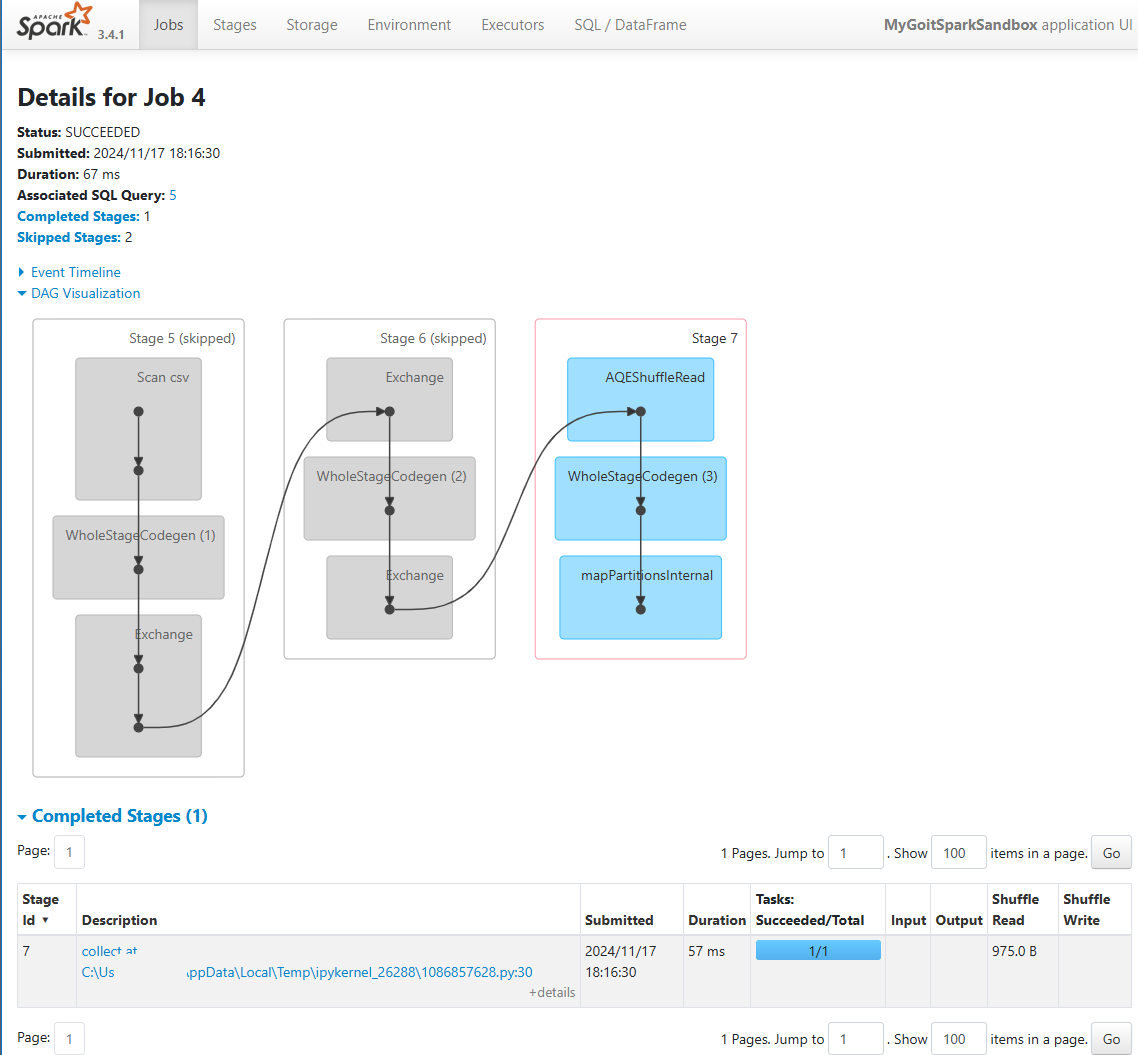 APACHE Spark 3.4.1 Jobs Stages Storage Environment Executors SQL / DataFrame MyGoitSparkSandbox application UI
Details for Job 4
Status: SUCCEEDED
Submitted: 2024/11/17 18:16:30
Duration: 67 ms
Associated SQL Query: 5
Completed Stages: 1
Skipped Stages: 2
Event Timeline
DAG Visualization
Stage 5 (skipped)
Scan csv
WholeStageCodegen (1)
Exchange
Stage 6 (skipped)
Exchange
WholeStageCodegen (2)
Exchange
Stage 7
AQEShuffleRead
WholeStageCodegen (3)
mapPartitionsInternal
Completed Stages (1)
Page: 1 1 Pages. Jump to 1 . Show 100 items in a page. Go
Stage Id ▾ Description Submitted Duration Tasks: Succeeded/Total Input Output Shuffle Read Shuffle Write
7 collect at 2024/11/17 57 ms 1/1 975.0 B
C:\Us AppData\Local\Temp\ipykernel_26288\1086857628.py:30 18:16:30
+details
Page: 1 1 Pages. Jump to 1 . Show 100 items in a page. Go